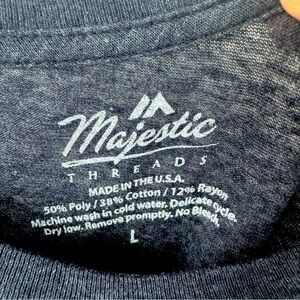 Majestic
THREADS
MADE IN THE U.S.A.
50% Poly / 38% Cotton / 12% Rayon
Machine wash in cold water. Delicate cycle.
Dry low. Remove promptly. No Bleach.
L